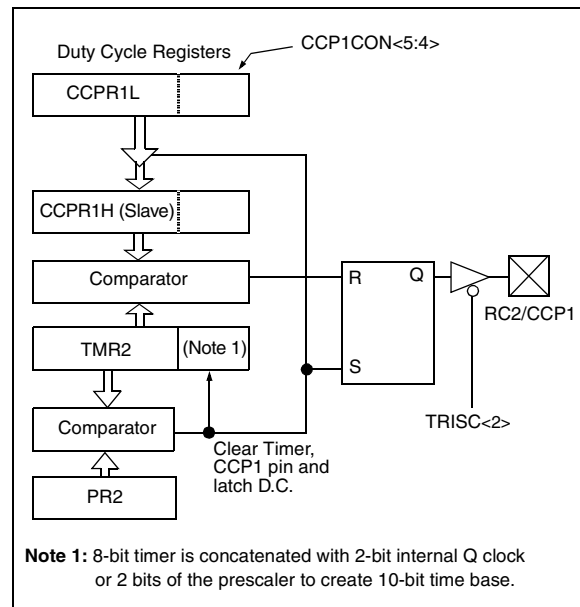 Duty Cycle Registers
CCP1CON<5:4>
CCPR1L
CCPR1H (Slave)
Comparator
R
Q
RC2/CCP1
TMR2
(Note 1)
S
TRISC<2>
Comparator
Clear Timer,
CCP1 pin and
latch D.C.
PR2
Note 1: 8-bit timer is concatenated with 2-bit internal Q clock
or 2 bits of the prescaler to create 10-bit time base.